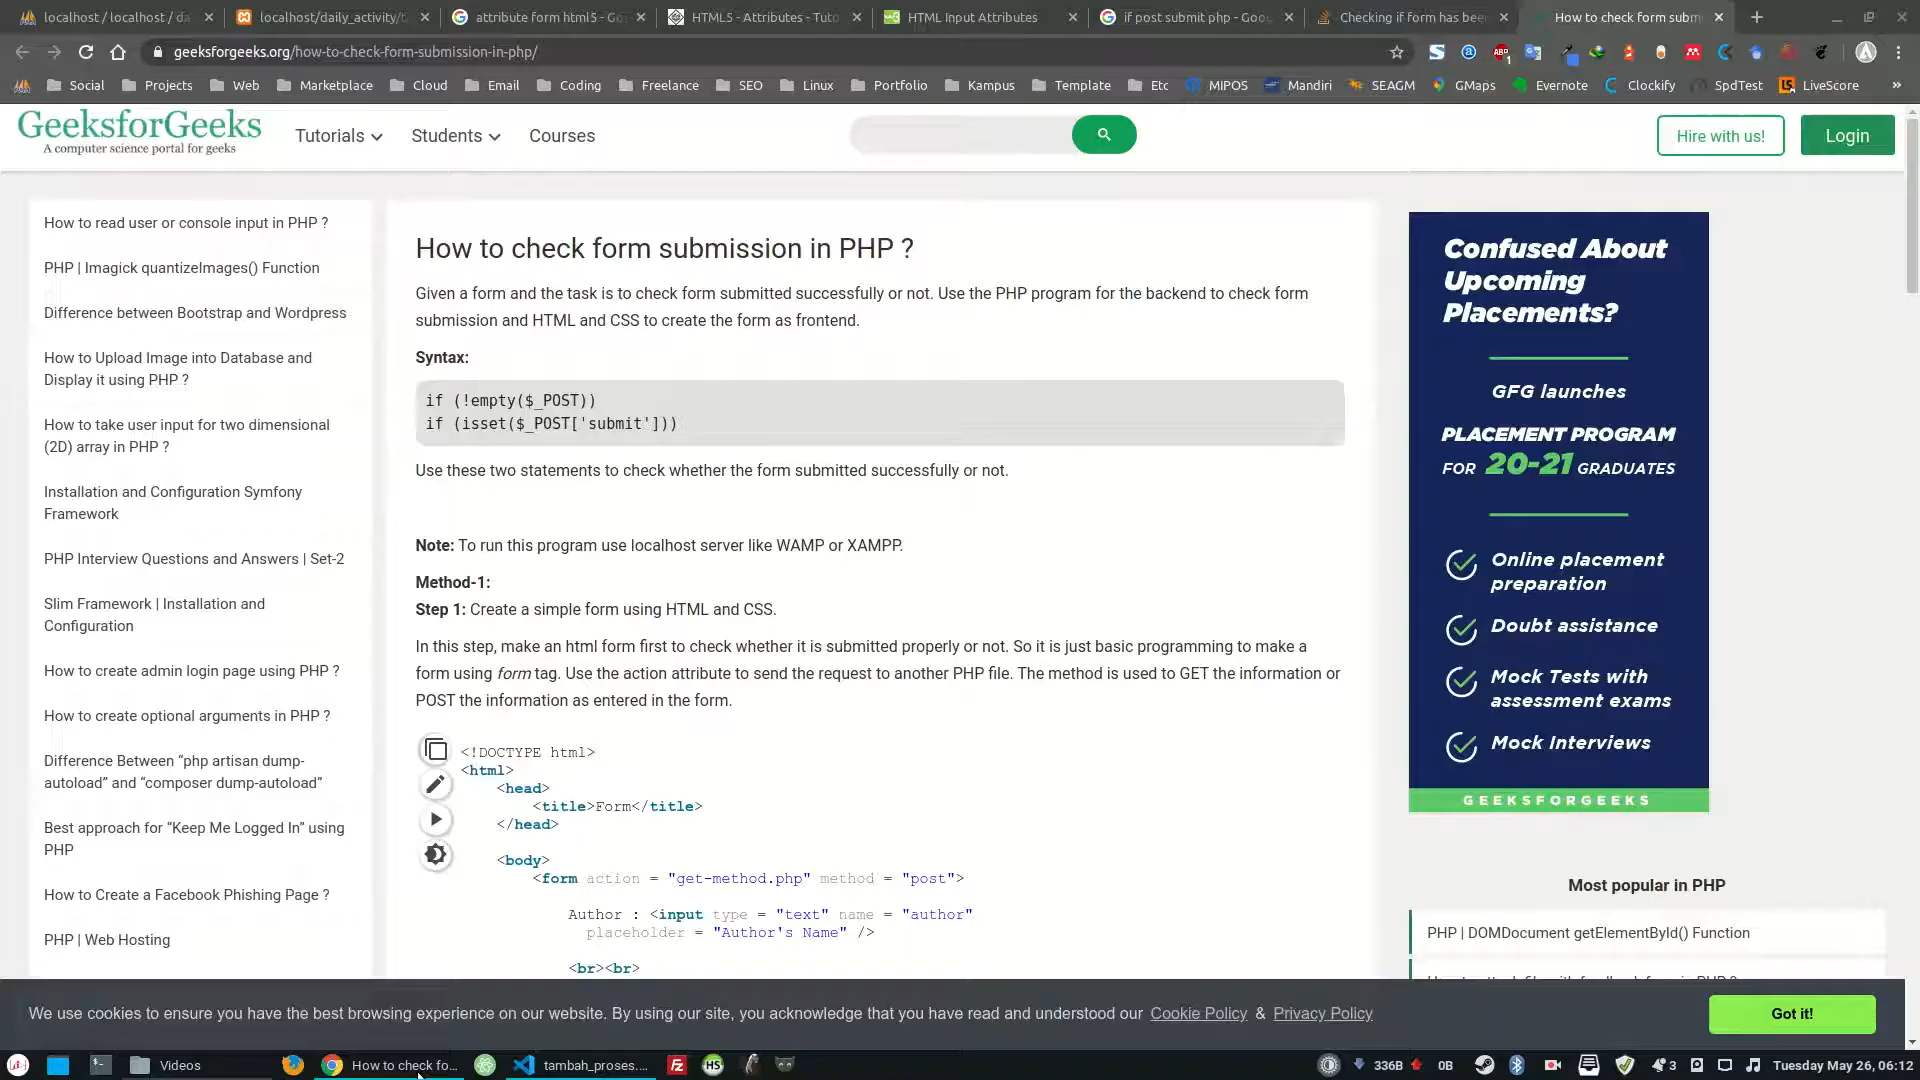 localhost / localhost / da
localhost/daily_activity/t
attribute form html5 - Go
HTML5 - Attributes - Tuto
HTML Input Attributes
if post submit php - Goo
Checking if form has bee
How to check form subm
geeksforgeeks.org/how-to-check-form-submission-in-php/
Social
Projects
Web
Marketplace
Cloud
Email
Coding
Freelance
SEO
Linux
Portfolio
Kampus
Template
Etc
MIPOS
Mandiri
SEAGM
GMaps
Evernote
Clockify
SpdTest
LiveScore
»
GeeksforGeeks
A computer science portal for geeks
Tutorials
Students
Courses
Hire with us!
Login
How to read user or console input in PHP ?
PHP | Imagick quantizeImages() Function
Difference between Bootstrap and Wordpress
How to Upload Image into Database and
Display it using PHP ?
How to take user input for two dimensional
(2D) array in PHP ?
Installation and Configuration Symfony
Framework
PHP Interview Questions and Answers | Set-2
Slim Framework | Installation and
Configuration
How to create admin login page using PHP ?
How to create optional arguments in PHP ?
Difference Between “php artisan dump-
autoload” and “composer dump-autoload”
Best approach for “Keep Me Logged In” using
PHP
How to Create a Facebook Phishing Page ?
PHP | Web Hosting
How to check form submission in PHP ?
Given a form and the task is to check form submitted successfully or not. Use the PHP program for the backend to check form
submission and HTML and CSS to create the form as frontend.
Syntax:
if (!empty($_POST))
if (isset($_POST['submit']))
Use these two statements to check whether the form submitted successfully or not.
Note: To run this program use localhost server like WAMP or XAMPP.
Method-1:
Step 1: Create a simple form using HTML and CSS.
In this step, make an html form first to check whether it is submitted properly or not. So it is just basic programming to make a
form using form tag. Use the action attribute to send the request to another PHP file. The method is used to GET the information or
POST the information as entered in the form.
<!DOCTYPE html>
<html>
<head>
<title>Form</title>
</head>
<body>
<form action = "get-method.php" method = "post">
Author : <input type = "text" name = "author"
placeholder = "Author's Name" />
<br><br>
Confused About
Upcoming
Placements?
GFG launches
PLACEMENT PROGRAM
FOR 20-21 GRADUATES
Online placement
preparation
Doubt assistance
Mock Tests with
assessment exams
Mock Interviews
GEEKSFORGEEKS
Most popular in PHP
PHP | DOMDocument getElementById() Function
We use cookies to ensure you have the best browsing experience on our website. By using our site, you acknowledge that you have read and understood our Cookie Policy & Privacy Policy
Got it!
Videos
How to check fo...
tambah_proses....
336B
0B
3
Tuesday May 26, 06:12